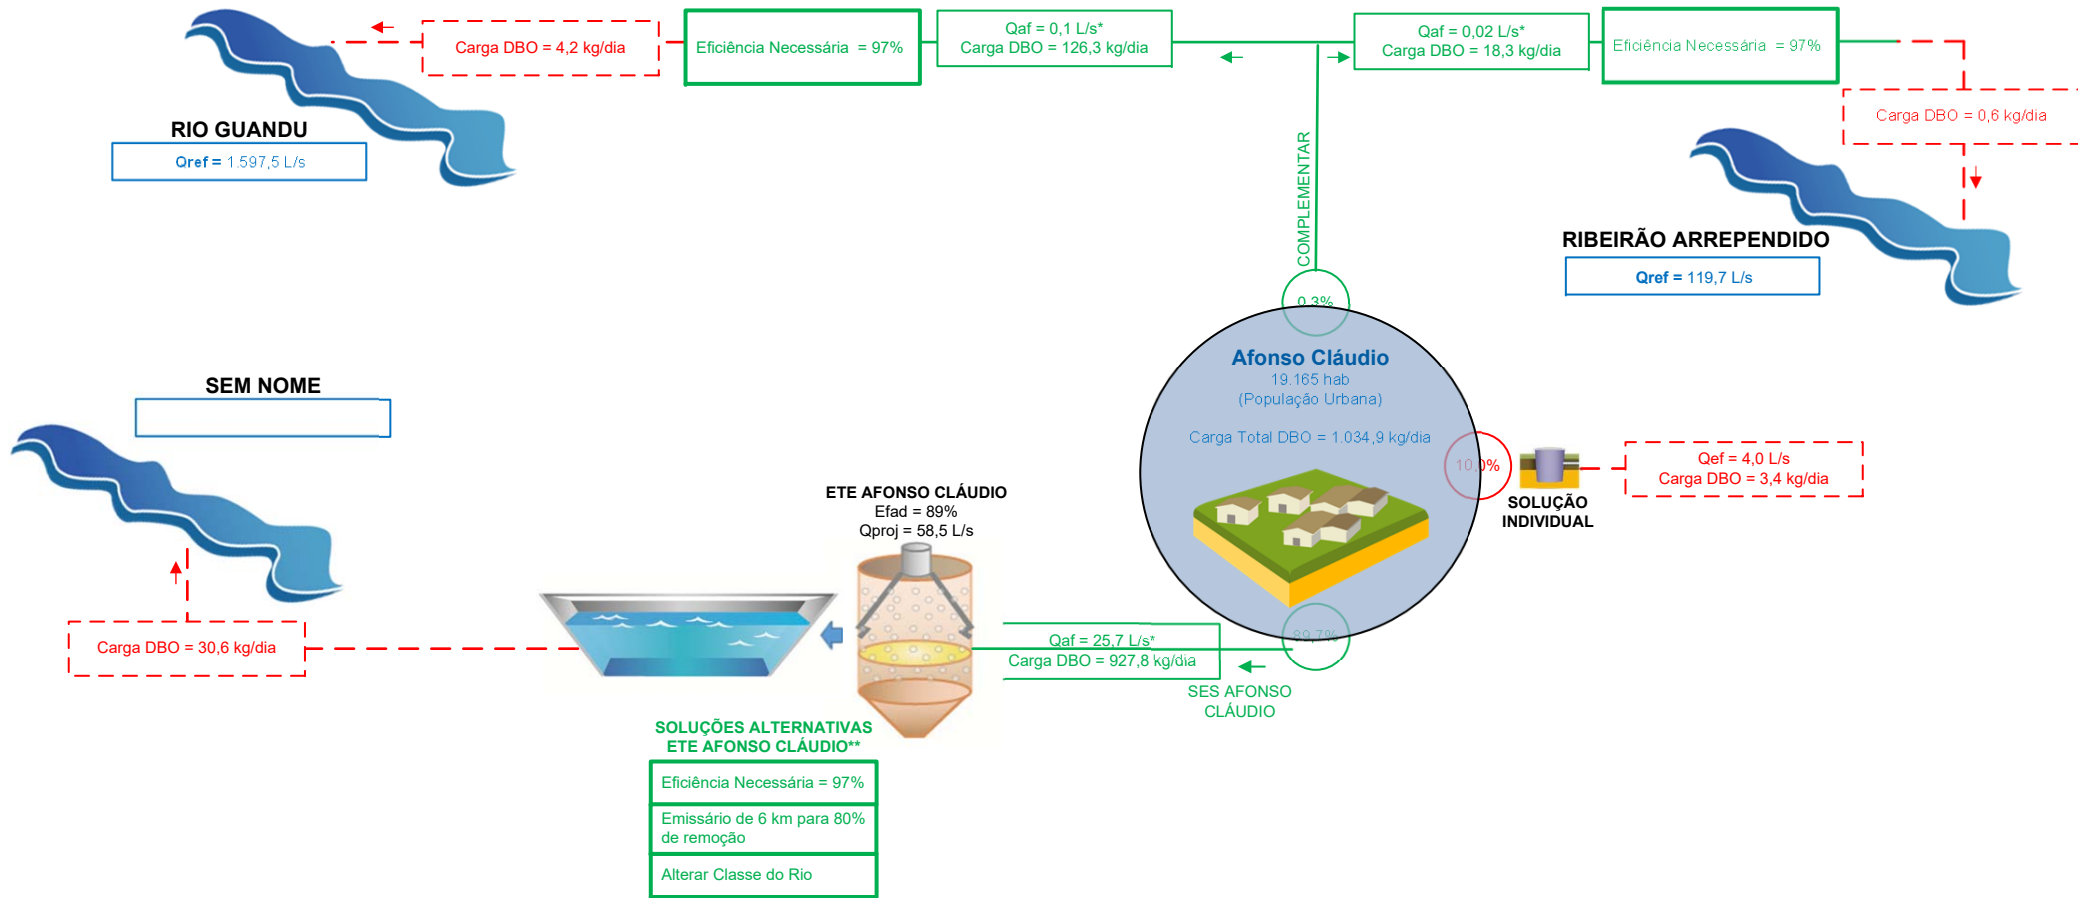 Carga DBO = 4,2 kg/dia
Eficiência Necessária = 97%
Qaf = 0,1 L/s*
Carga DBO = 126,3 kg/dia
Qaf = 0,02 L/s*
Carga DBO = 18,3 kg/dia
Eficiência Necessária = 97%
Carga DBO = 0,6 kg/dia
RIO GUANDU
Qref = 1.597,5 L/s
COMPLEMENTAR
RIBEIRÃO ARREPENDIDO
Qref = 119,7 L/s
0,3%
Afonso Cláudio
19.165 hab
(População Urbana)
Carga Total DBO = 1.034,9 kg/dia
SEM NOME
10,0%
SOLUÇÃO
INDIVIDUAL
Qef = 4,0 L/s
Carga DBO = 3,4 kg/dia
ETE AFONSO CLÁUDIO
Efad = 89%
Qproj = 58,5 L/s
89,7%
Qaf = 25,7 L/s*
Carga DBO = 927,8 kg/dia
SES AFONSO
CLÁUDIO
Carga DBO = 30,6 kg/dia
SOLUÇÕES ALTERNATIVAS
ETE AFONSO CLÁUDIO**
Eficiência Necessária = 97%
Emissário de 6 km para 80%
de remoção
Alterar Classe do Rio